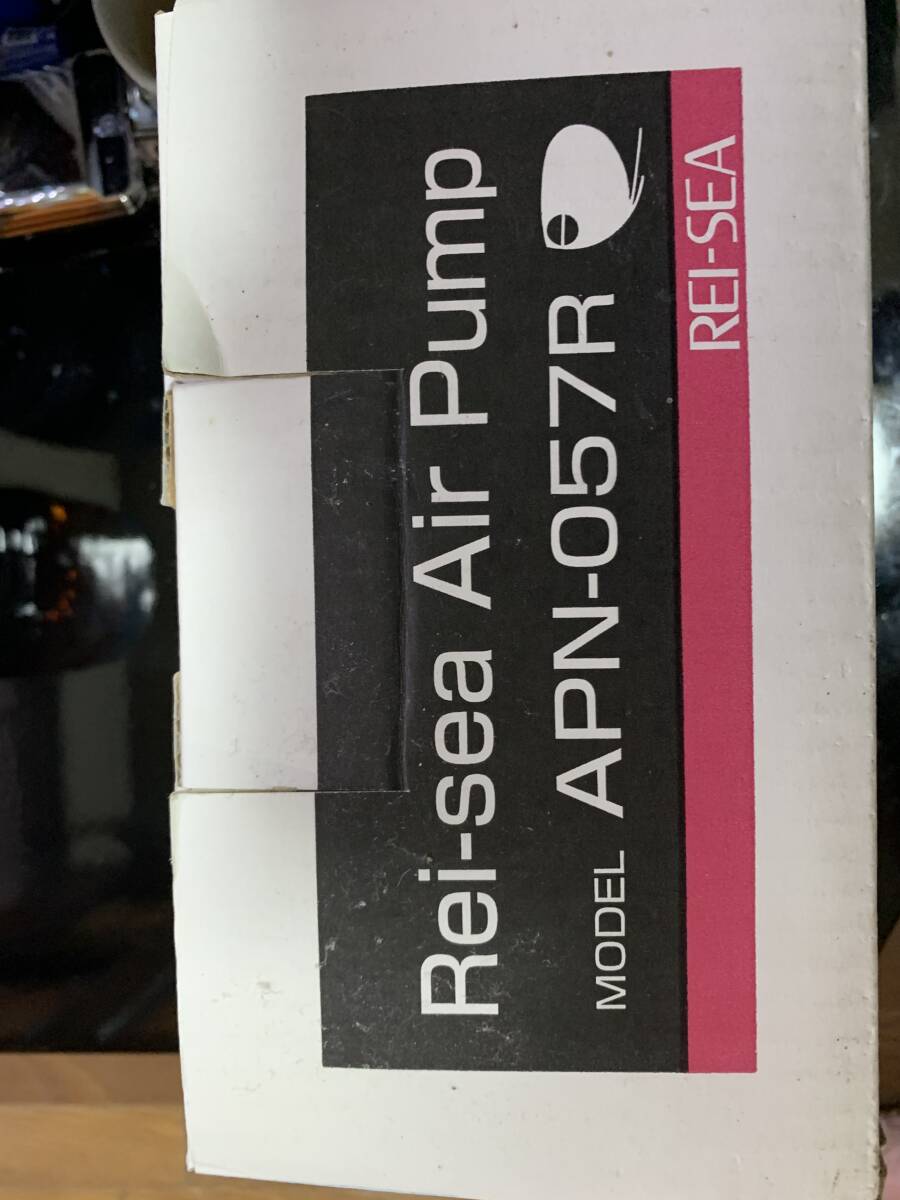 Rei-sea Air Pump
MODEL APN-057R
REI-SEA